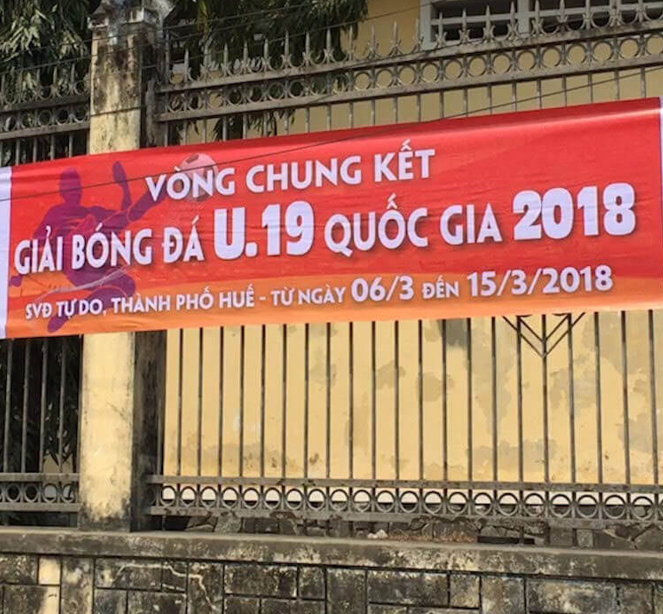 VÒNG CHUNG KẾT
GIẢI BÓNG ĐÁ U.19 QUỐC GIA 2018
SVĐ TỰ DO, THÀNH PHỐ HUẾ - TỪ NGÀY 06/3 ĐẾN 15/3/2018